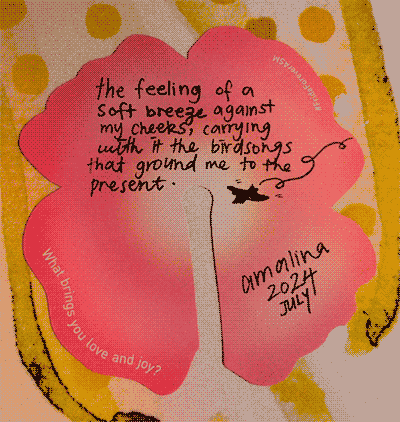 the feeling of a
soft breeze against
my cheeks, carrying
with it the birdsongs
that ground me to the
present.
amalina
2024
JULY
What brings you love and joy?